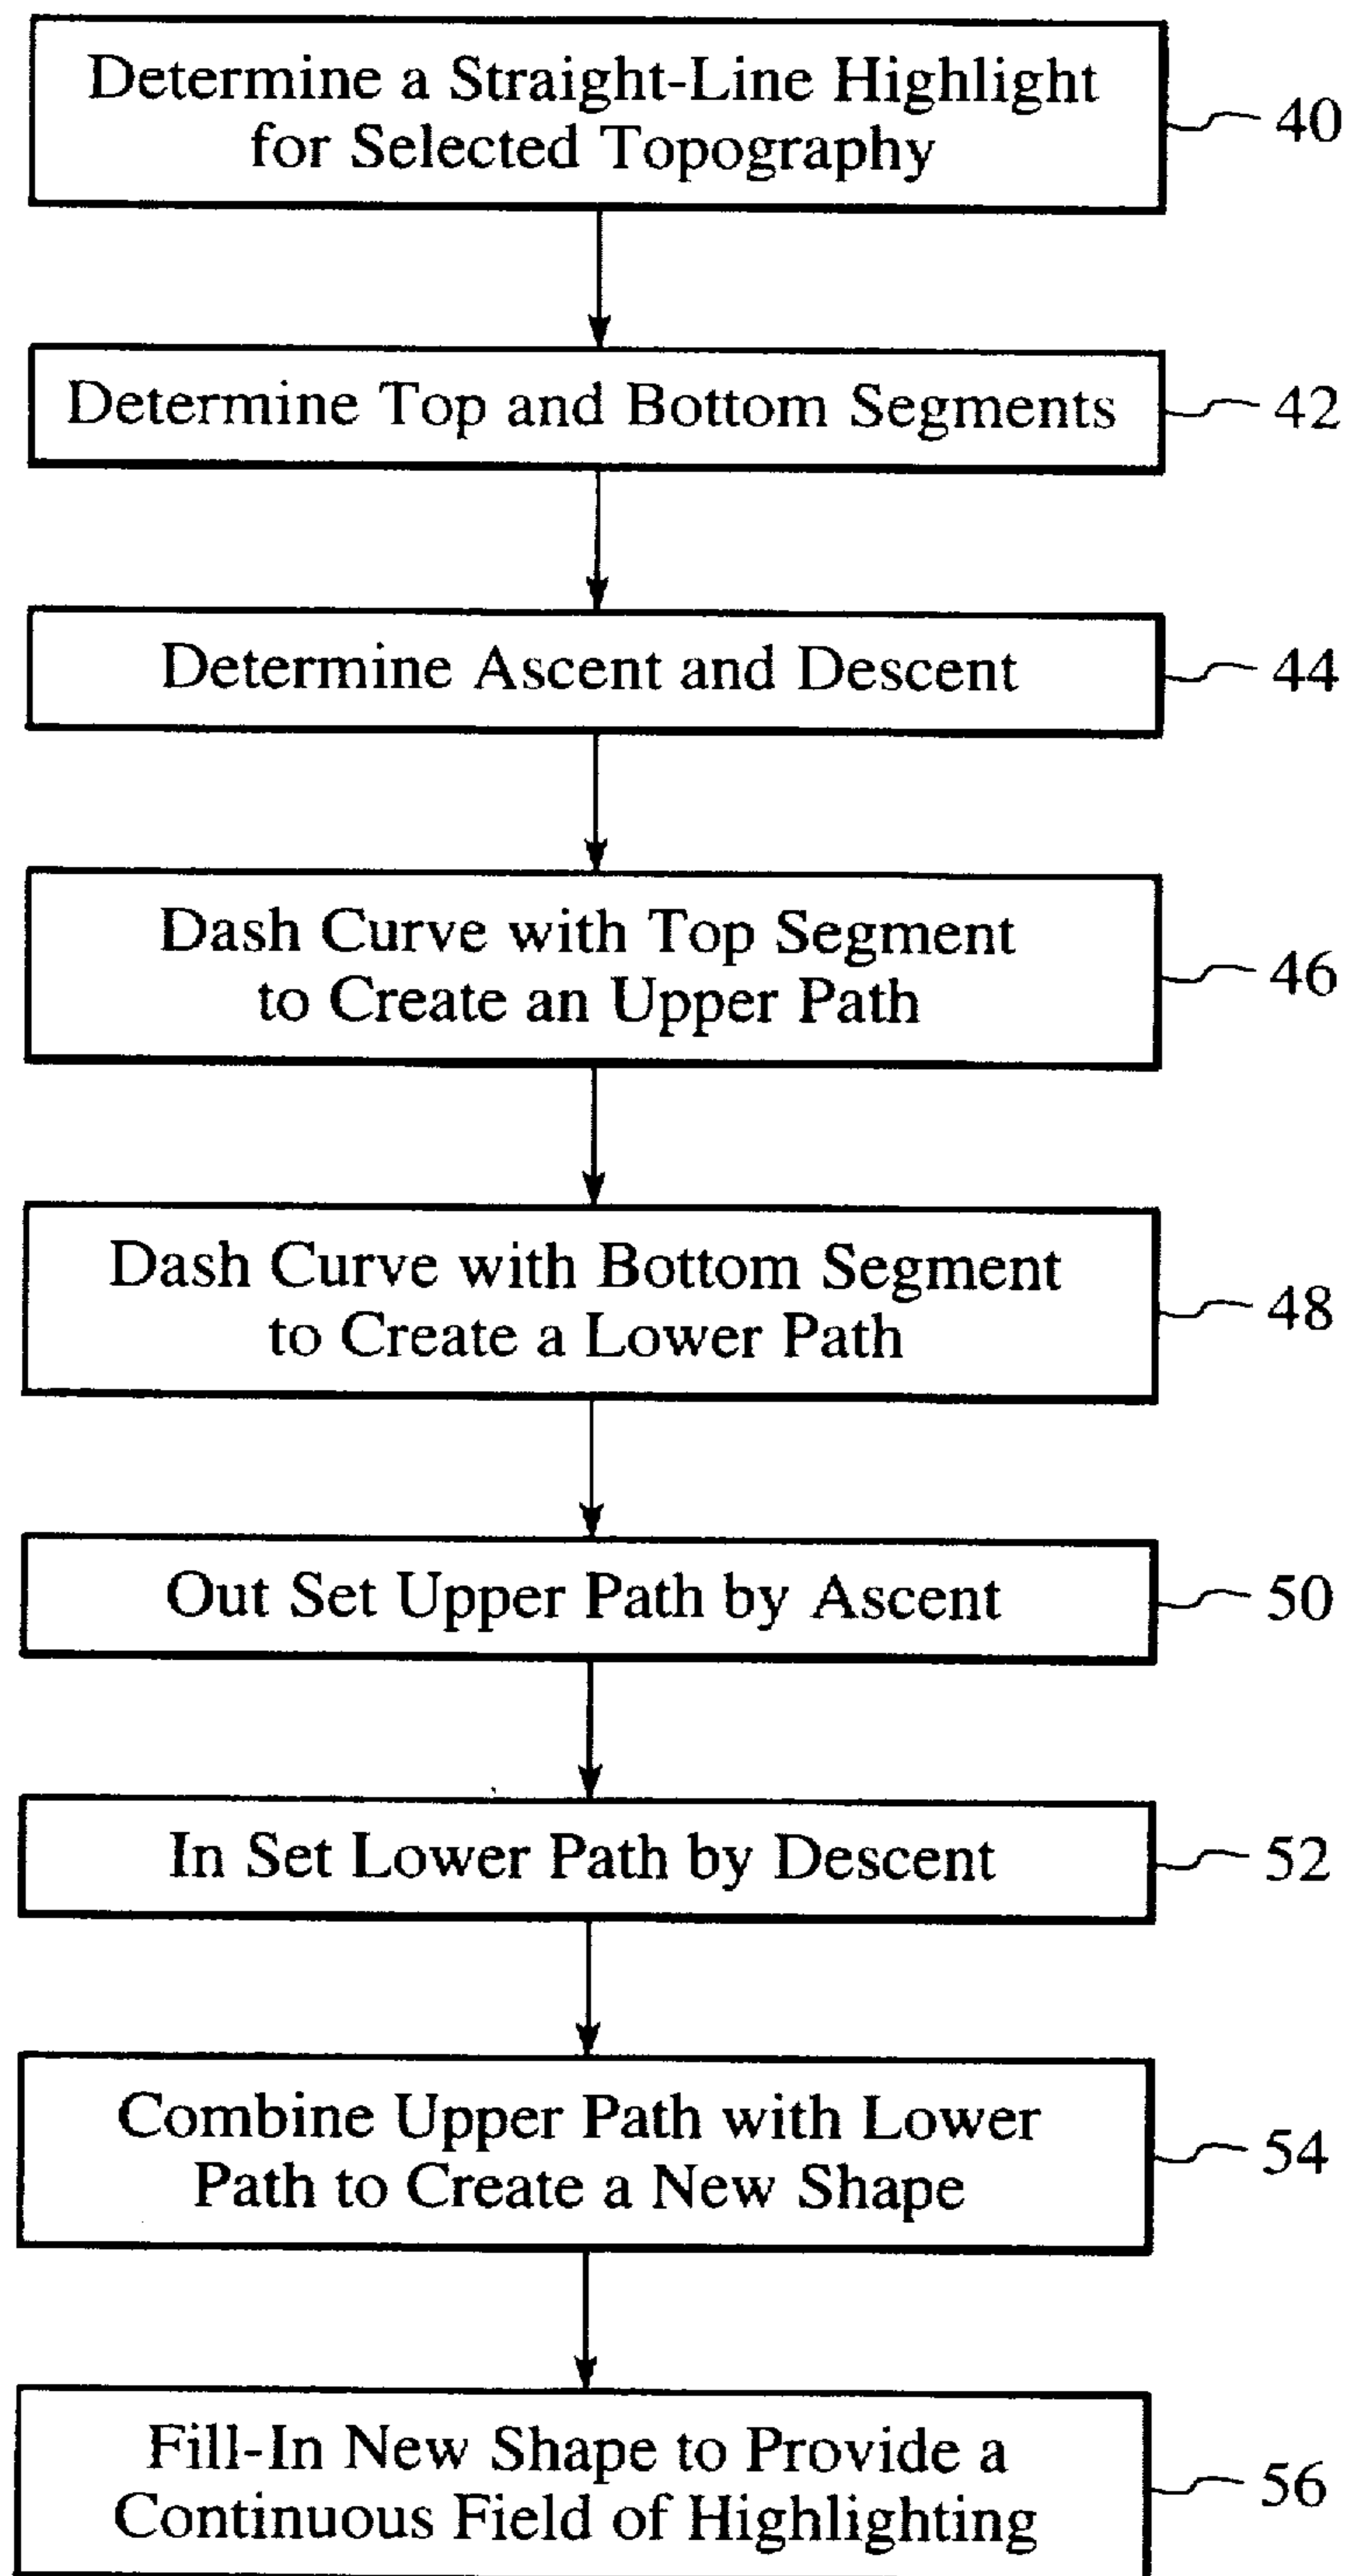 Determine a Straight-Line Highlight
for Selected Topography
40
Determine Top and Bottom Segments
42
Determine Ascent and Descent
44
Dash Curve with Top Segment
to Create an Upper Path
46
Dash Curve with Bottom Segment
to Create a Lower Path
48
Out Set Upper Path by Ascent
50
In Set Lower Path by Descent
52
Combine Upper Path with Lower
Path to Create a New Shape
54
Fill-In New Shape to Provide a
Continuous Field of Highlighting
56